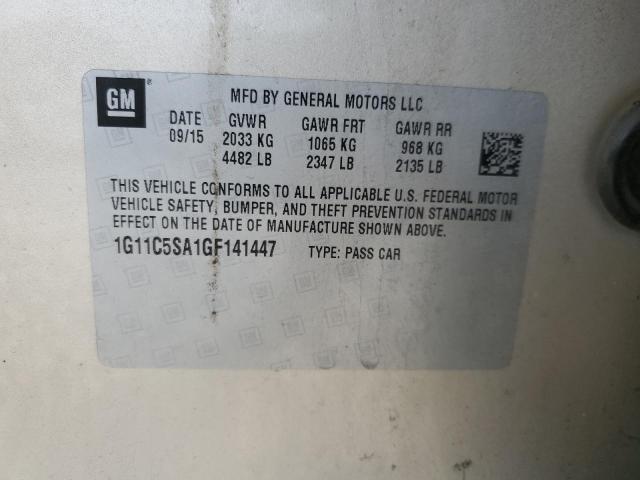 GM
MFD BY GENERAL MOTORS LLC
DATE GVWR GAWR FRT GAWR RR
09/15 2033 KG 1065 KG 968 KG
4482 LB 2347 LB 2135 LB
THIS VEHICLE CONFORMS TO ALL APPLICABLE U.S. FEDERAL MOTOR
VEHICLE SAFETY, BUMPER, AND THEFT PREVENTION STANDARDS IN
EFFECT ON THE DATE OF MANUFACTURE SHOWN ABOVE.
1G11C5SA1GF141447 TYPE: PASS CAR